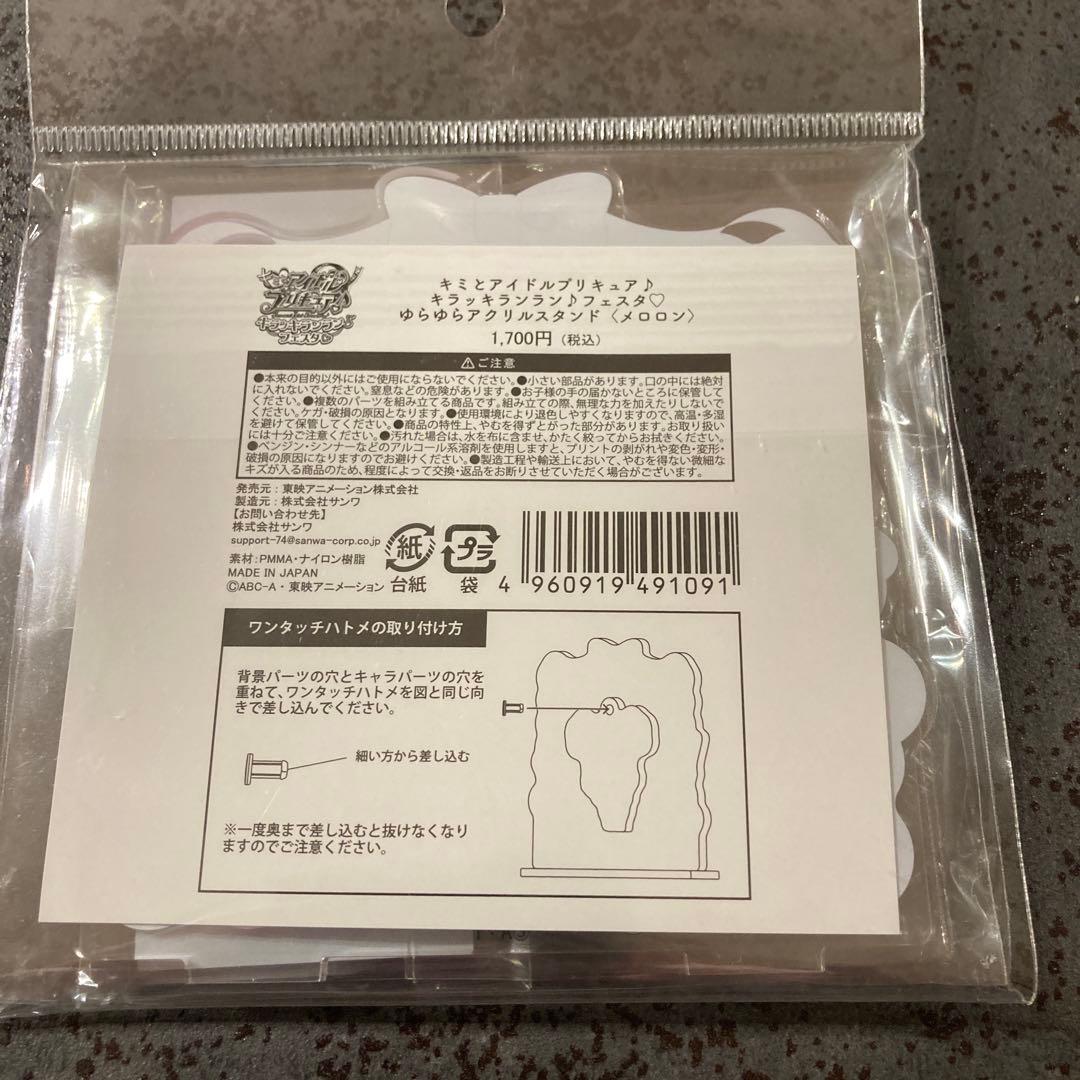 アイドル
プリキュア♪
キラッキランラン♪
フェスタ♡
キミとアイドルプリキュア♪
キラッキランラン♪フェスタ♡
ゆらゆらアクリルスタンド〈メロロン〉
1,700円（税込）
⚠ご注意
●本来の目的以外にはご使用にならないでください。●小さい部品があります。口の中には絶対
に入れないでください。窒息などの危険があります。●お子様の手の届かないところに保管して
ください。●複数のパーツを組み立てる商品です。組み立ての際、無理な力を加えたりしないで
ください。ケガ・破損の原因となります。●使用環境により退色しやすくなりますので、高温・多湿
を避けて保管してください。●商品の特性上、やむを得ずとがった部分があります。お取り扱い
には十分ご注意ください。●汚れた場合は、水を布に含ませ、かたく絞ってからお拭きください。
●ベンジン・シンナーなどのアルコール系溶剤を使用しますと、プリントの剥がれや変色・変形・
破損の原因になりますのでお避けください。●製造工程や輸送上において、やむを得ない微細な
キズが入る商品のため、程度によって交換・返品をお断りさせていただく場合がございます。
発売元：東映アニメーション株式会社
製造元：株式会社サンワ
【お問い合わせ先】
株式会社サンワ
support-74@sanwa-corp.co.jp
素材：PMMA・ナイロン樹脂
MADE IN JAPAN
©ABC-A・東映アニメーション
紙
台紙
プラ
袋
4 960919 491091
ワンタッチハトメの取り付け方
背景パーツの穴とキャラパーツの穴を
重ねて、ワンタッチハトメを図と同じ向
きで差し込んでください。
細い方から差し込む
※一度奥まで差し込むと抜けなくなり
ますのでご注意ください。